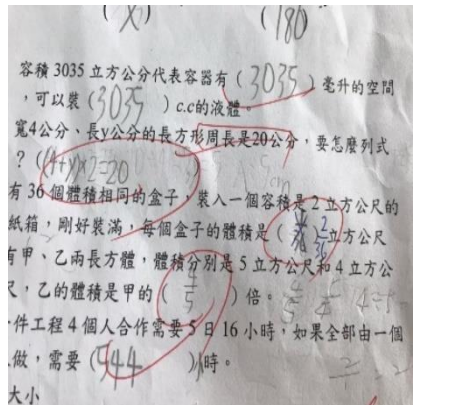 ( X ) ( 180 )
容積 3035 立方公分代表容器有 ( 3035 ) 毫升的空間
，可以裝 ( 3035 ) c.c的液體。
寬4公分、長y公分的長方形周長是20公分，要怎麼列式
？ ( (4+y)×2=20
有 36 個體積相同的盒子，裝入一個容積是 2 立方公尺的
紙箱，剛好裝滿，每個盒子的體積是 ( 2/36 ) 立方公尺
有甲、乙兩長方體，體積分別是 5 立方公尺和 4 立方公
尺，乙的體積是甲的 ( 4/5 ) 倍。
件工程 4 個人合作需要 5 日 16 小時，如果全部由一個
做，需要 ( 544 ) 小時。
大小